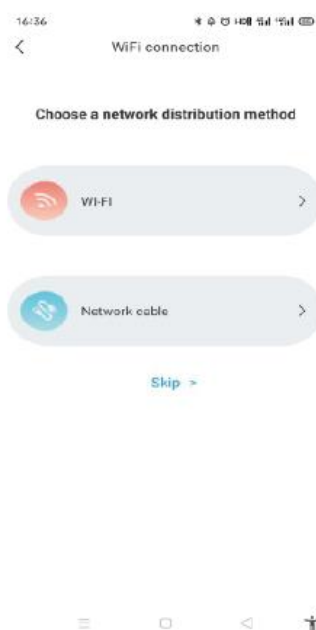 16:36
WiFi connection
Choose a network distribution method
WI-FI
Network cable
Skip >